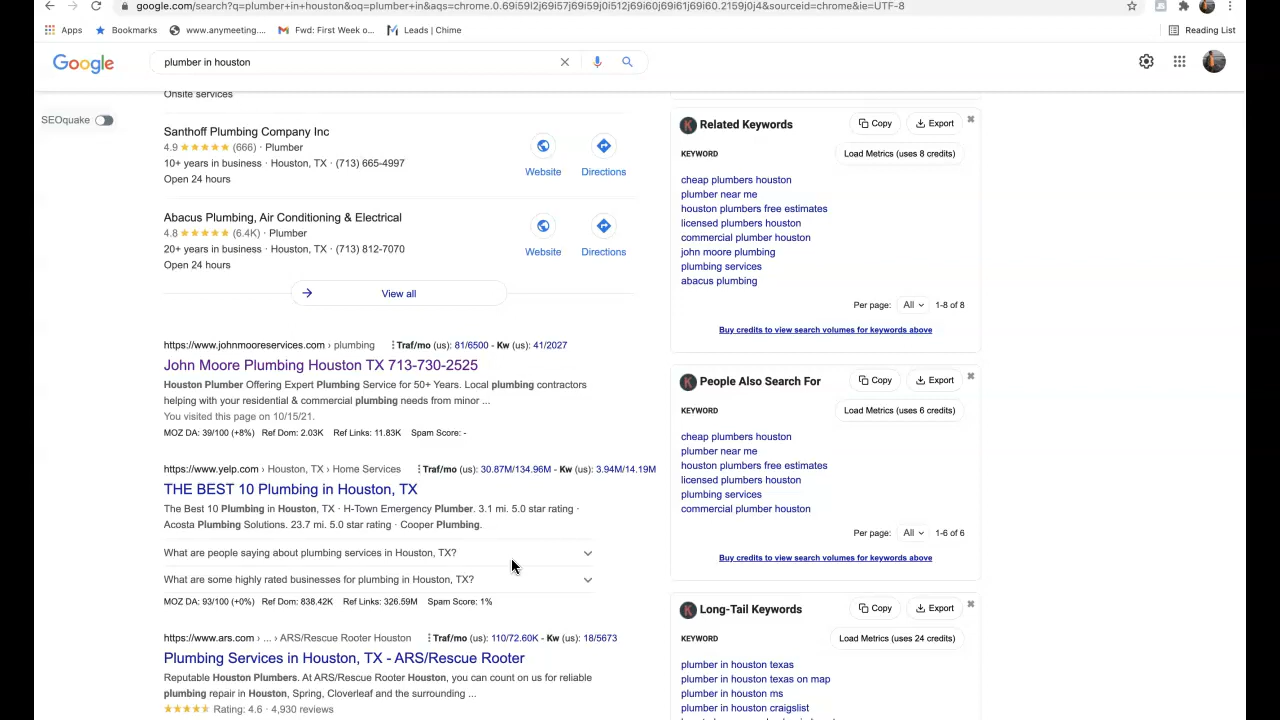 google.com/search?q=plumber+in+houston&oq=plumber+in&aqs=chrome.0.69i59l2j69i57j69i59j0i512j69i60j69i61j69i60.2159j0j4&sourceid=chrome&ie=UTF-8
Apps Bookmarks www.anymeeting.... Fwd: First Week o... Leads | Chime Reading List
Google plumber in houston
SEOquake
Onsite services
Santhoff Plumbing Company Inc
4.9 (666) · Plumber
10+ years in business · Houston, TX · (713) 665-4997
Open 24 hours
Website Directions
Abacus Plumbing, Air Conditioning & Electrical
4.8 (6.4K) · Plumber
20+ years in business · Houston, TX · (713) 812-7070
Open 24 hours
Website Directions
View all
https://www.johnmooreservices.com › plumbing Traf/mo (us): 81/6500 - Kw (us): 41/2027
John Moore Plumbing Houston TX 713-730-2525
Houston Plumber Offering Expert Plumbing Service for 50+ Years. Local plumbing contractors
helping with your residential & commercial plumbing needs from minor ...
You visited this page on 10/15/21.
MOZ DA: 39/100 (+8%) Ref Dom: 2.03K Ref Links: 11.83K Spam Score: -
https://www.yelp.com › Houston, TX › Home Services Traf/mo (us): 30.87M/134.96M - Kw (us): 3.94M/14.19M
THE BEST 10 Plumbing in Houston, TX
The Best 10 Plumbing in Houston, TX · H-Town Emergency Plumber. 3.1 mi. 5.0 star rating ·
Acosta Plumbing Solutions. 23.7 mi. 5.0 star rating · Cooper Plumbing.
What are people saying about plumbing services in Houston, TX?
What are some highly rated businesses for plumbing in Houston, TX?
MOZ DA: 93/100 (+0%) Ref Dom: 838.42K Ref Links: 326.59M Spam Score: 1%
https://www.ars.com › ... › ARS/Rescue Rooter Houston Traf/mo (us): 110/72.60K - Kw (us): 18/5673
Plumbing Services in Houston, TX - ARS/Rescue Rooter
Reputable Houston Plumbers. At ARS/Rescue Rooter Houston, you can count on us for reliable
plumbing repair in Houston, Spring, Cloverleaf and the surrounding ...
Rating: 4.6 · 4,930 reviews
K Related Keywords Copy Export
KEYWORD Load Metrics (uses 8 credits)
cheap plumbers houston
plumber near me
houston plumbers free estimates
licensed plumbers houston
commercial plumber houston
john moore plumbing
plumbing services
abacus plumbing
Per page: All 1-8 of 8
Buy credits to view search volumes for keywords above
K People Also Search For Copy Export
KEYWORD Load Metrics (uses 6 credits)
cheap plumbers houston
plumber near me
houston plumbers free estimates
licensed plumbers houston
plumbing services
commercial plumber houston
Per page: All 1-6 of 6
Buy credits to view search volumes for keywords above
K Long-Tail Keywords Copy Export
KEYWORD Load Metrics (uses 24 credits)
plumber in houston texas
plumber in houston texas on map
plumber in houston ms
plumber in houston craigslist